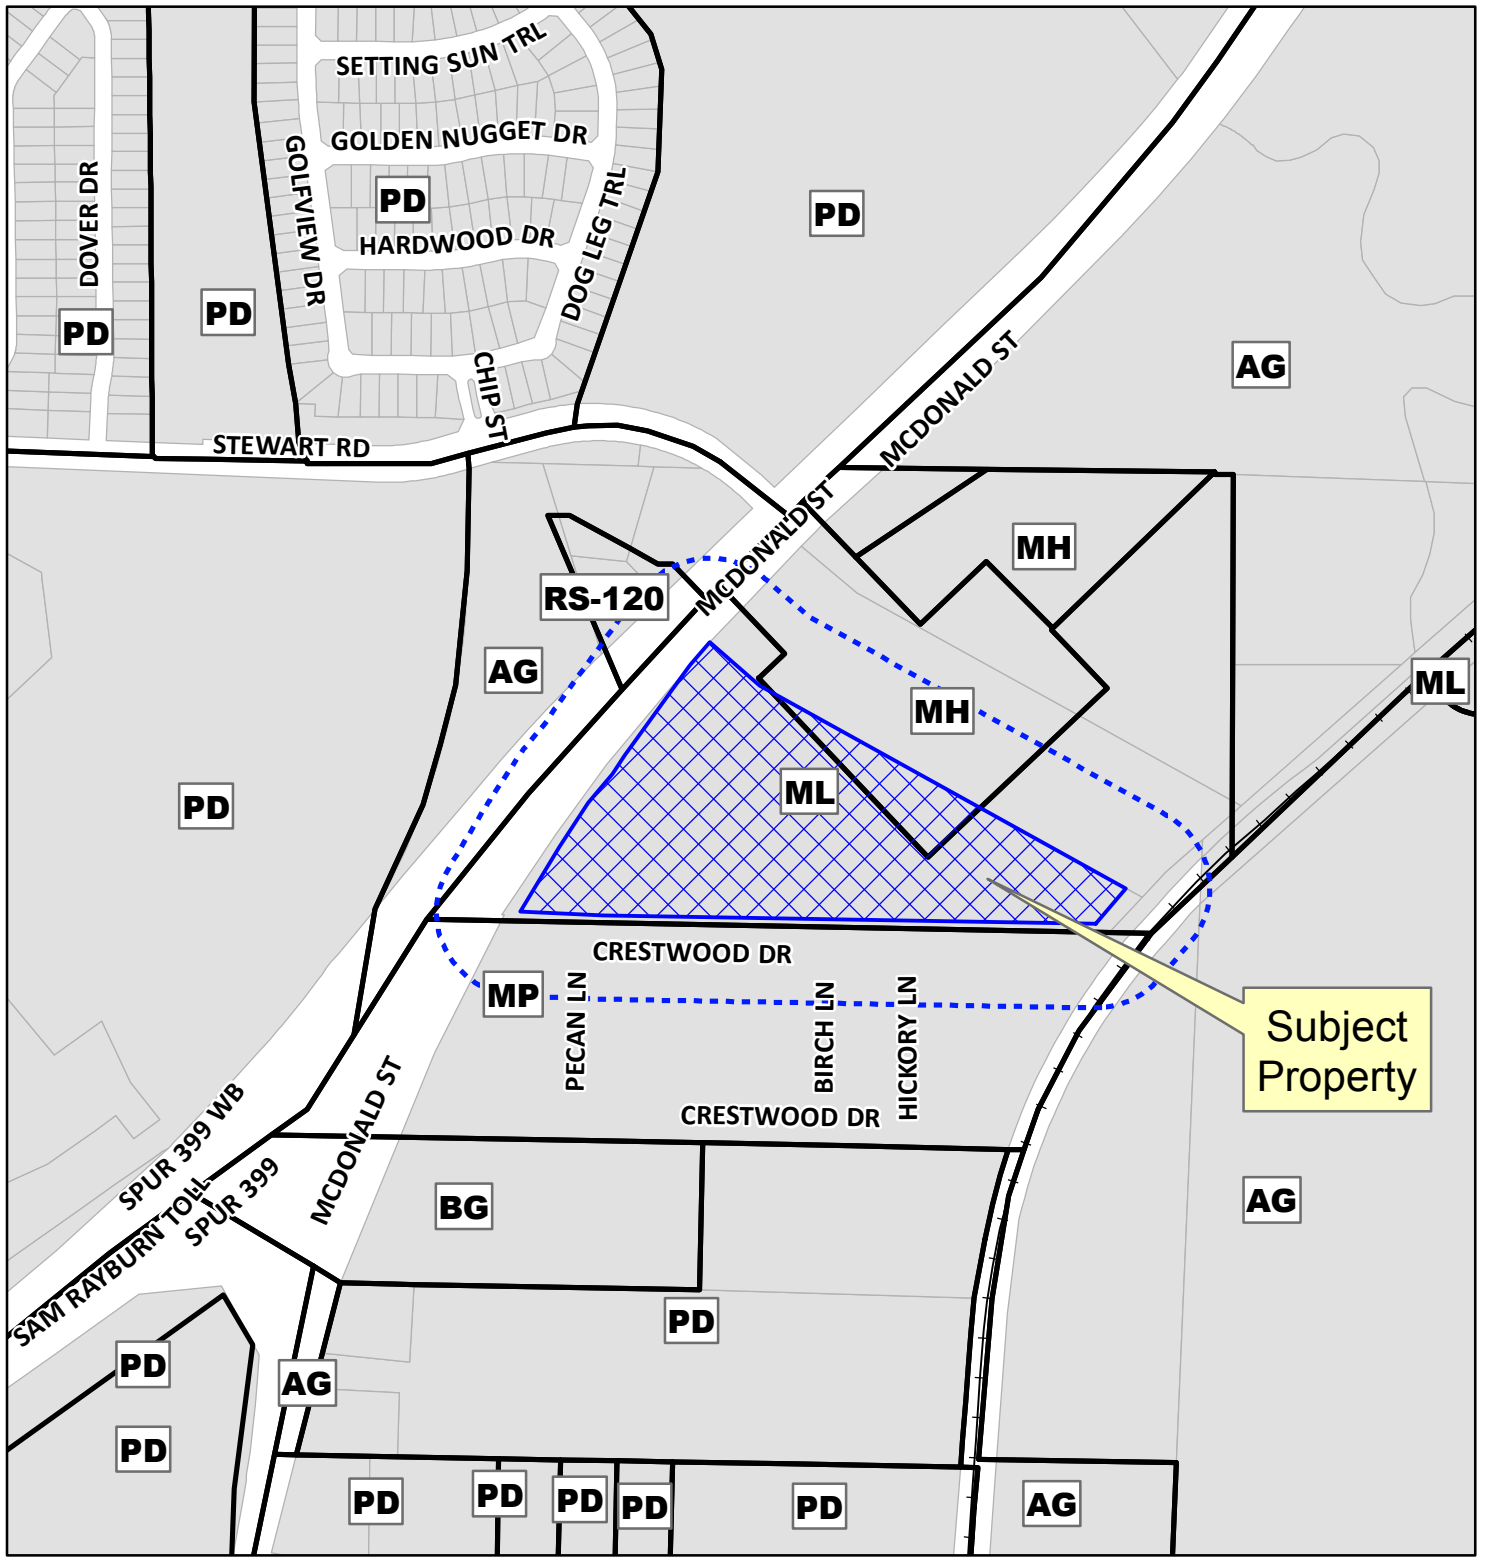 SETTING SUN TRL
GOLDEN NUGGET DR
DOVER DR
GOLFVIEW DR
PD
DOG LEG TRL
PD
HARDWOOD DR
PD
PD
CHIP ST
MCDONALD ST
AG
STEWART RD
MCDONALD ST
MH
RS-120
AG
ML
MH
PD
ML
CRESTWOOD DR
MP
PECAN LN
BIRCH LN
HICKORY LN
Subject
Property
SPUR 399 WB
MCDONALD ST
CRESTWOOD DR
SAM RAYBURN TOLL
SPUR 399
BG
AG
PD
PD
AG
PD
PD
PD
PD
PD
PD
AG